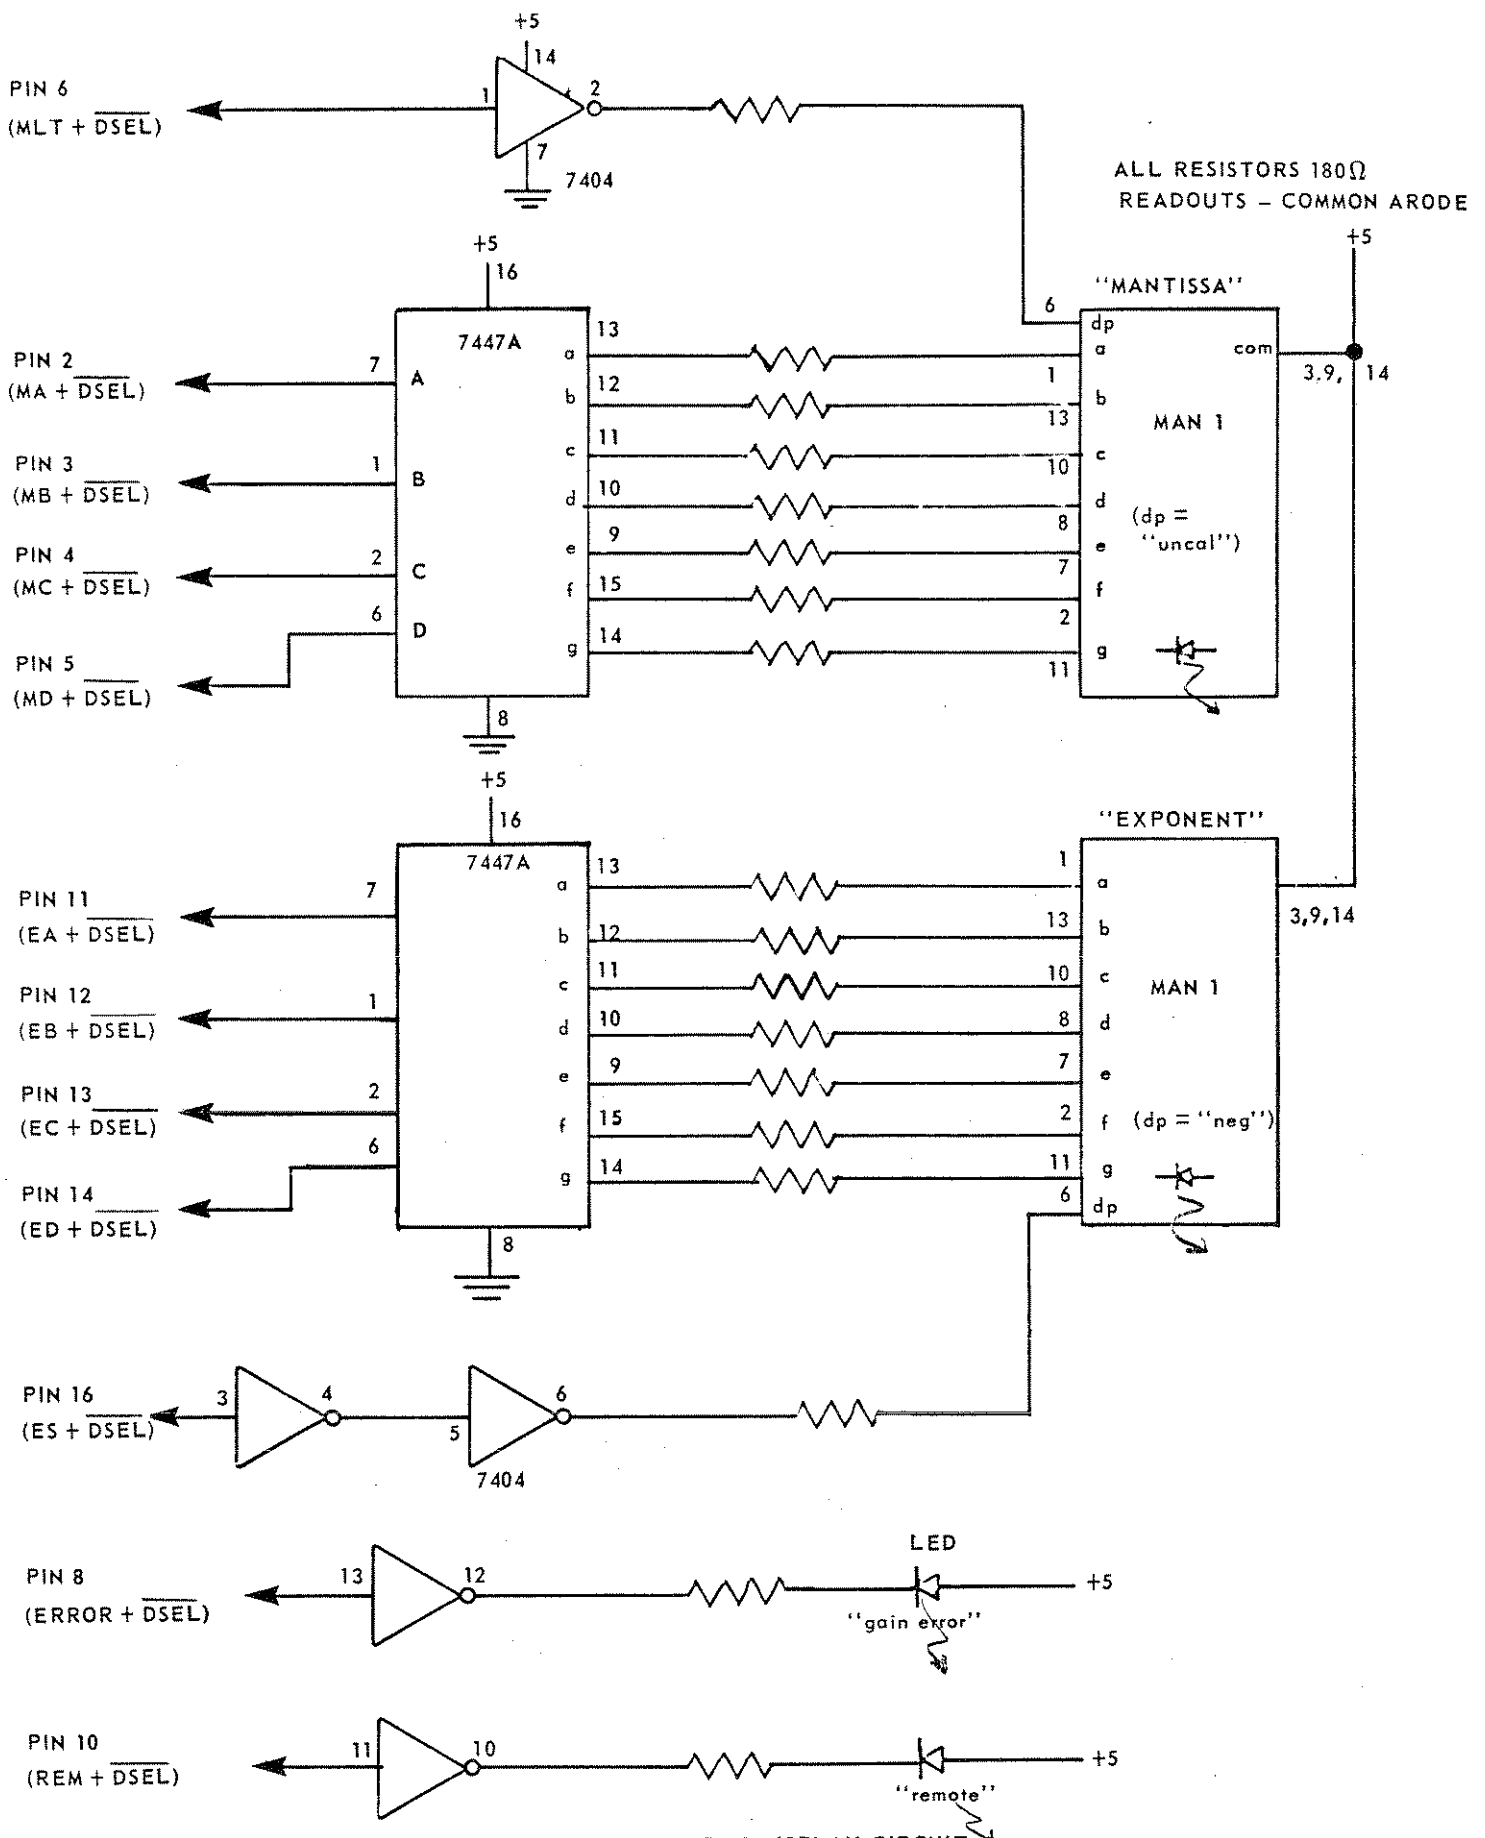 +5
14
PIN 6
1
2
(MLT + DSEL)
7
7404
ALL RESISTORS 180Ω
READOUTS – COMMON ARODE
+5
+5
16
"MANTISSA"
6
dp
7447A
13
a
a
com
3.9, 14
PIN 2
7
A
(MA + DSEL)
12
b
1
b
13
MAN 1
11
c
c
10
PIN 3
1
B
(MB + DSEL)
10
d
d
8
(dp =
"uncal")
9
e
e
7
PIN 4
2
C
(MC + DSEL)
15
f
f
2
6
D
14
g
g
11
PIN 5
(MD + DSEL)
8
+5
16
"EXPONENT"
7447A
13
a
1
a
3,9,14
PIN 11
7
(EA + DSEL)
b
12
13
b
11
c
10
c
MAN 1
PIN 12
1
(EB + DSEL)
10
d
8
d
9
e
7
e
PIN 13
2
(EC + DSEL)
15
f
2
f
(dp = "neg")
6
14
g
11
g
6
dp
PIN 14
(ED + DSEL)
8
PIN 16
3
4
5
6
(ES + DSEL)
7404
LED
PIN 8
13
12
+5
(ERROR + DSEL)
"gain error"
PIN 10
11
10
+5
(REM + DSEL)
"remote"